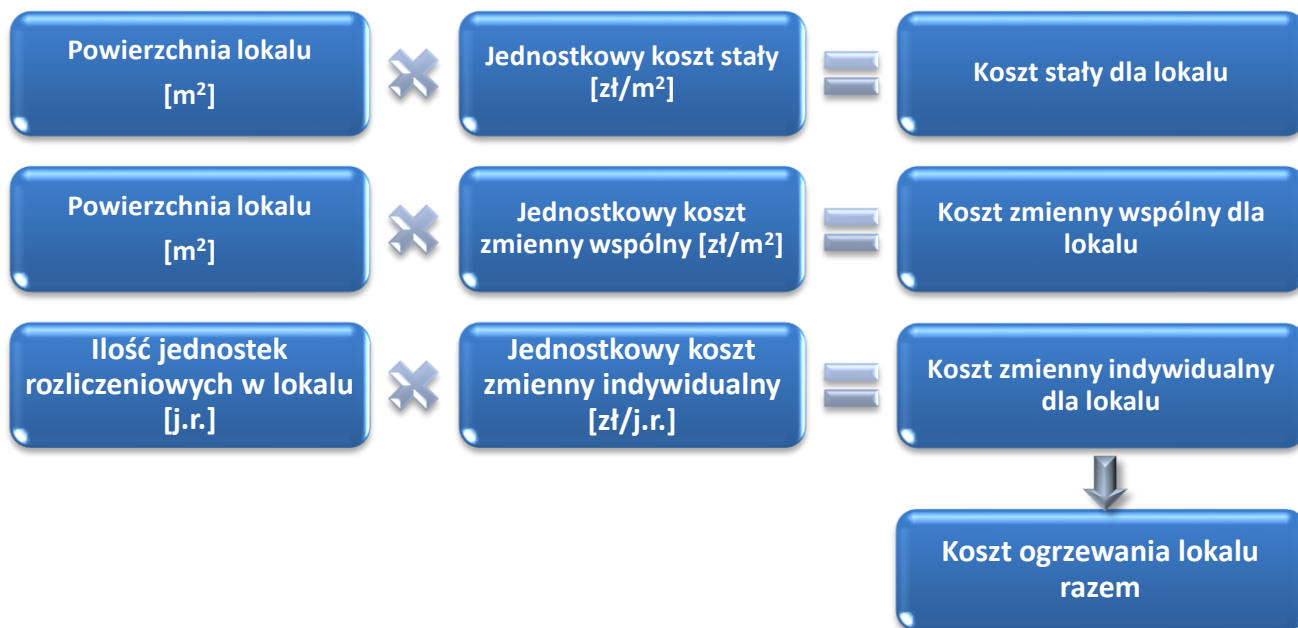 Powierzchnia lokalu
[m²]
Jednostkowy koszt stały
[zł/m²]
Koszt stały dla lokalu
Powierzchnia lokalu
[m²]
Jednostkowy koszt
zmienny wspólny [zł/m²]
Koszt zmienny wspólny dla
lokalu
Ilość jednostek
rozliczeniowych w lokalu
[j.r.]
Jednostkowy koszt
zmienny indywidualny
[zł/j.r.]
Koszt zmienny indywidualny
dla lokalu
Koszt ogrzewania lokalu
razem